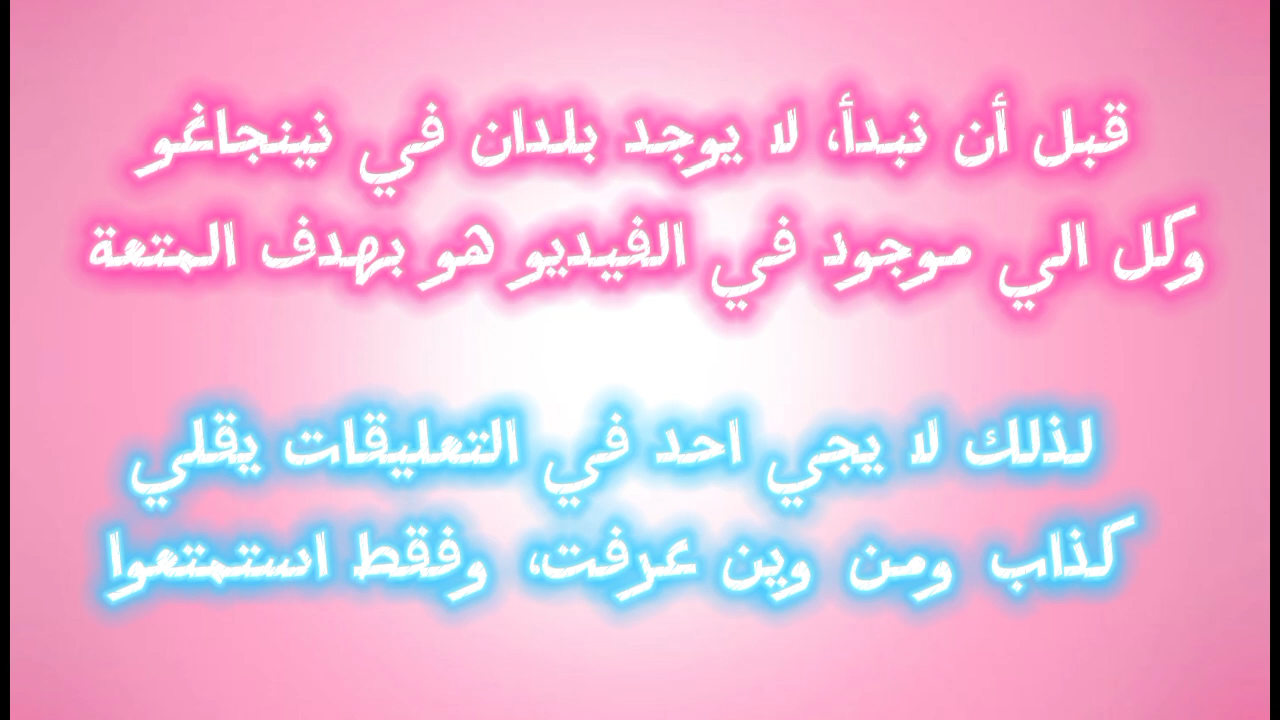 قبل أن نبدأ، لا يوجد بلدان في نينجاغو
وكل الي موجود في الفيديو هو بهدف المتعة
لذلك لا يجي احد في التعليقات يقلي
كذاب ومن وين عرفت، وفقط استمتعوا